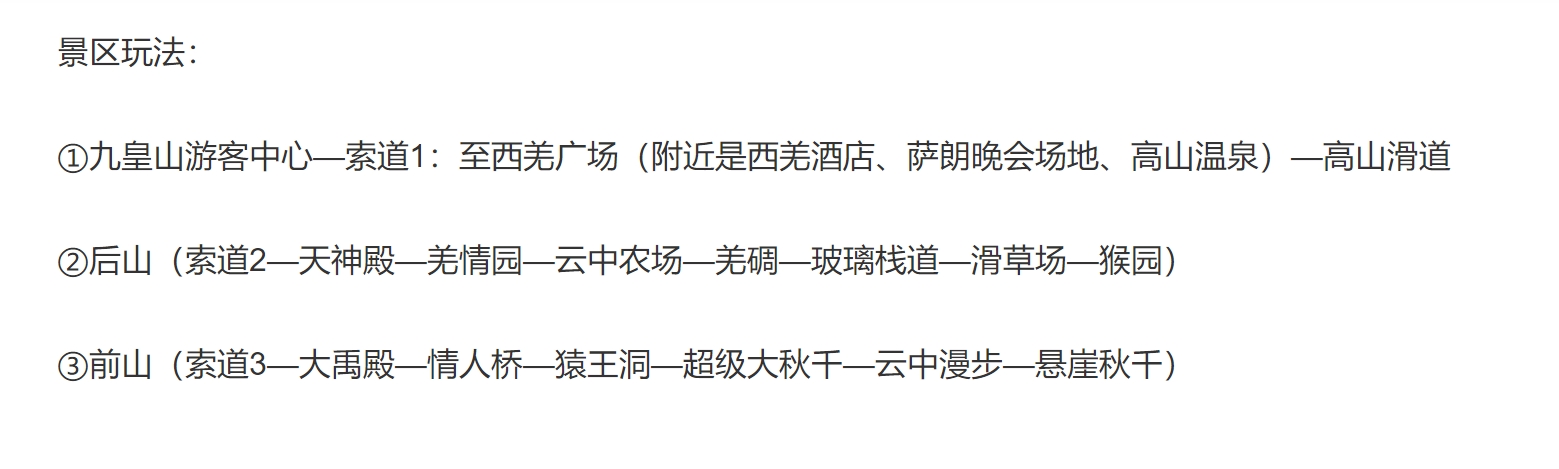 景区玩法：
①九皇山游客中心—索道1：至西羌广场（附近是西羌酒店、萨朗晚会场地、高山温泉）—高山滑道
②后山（索道2—天神殿—羌情园—云中农场—羌碉—玻璃栈道—滑草场—猴园）
③前山（索道3—大禹殿—情人桥—猿王洞—超级大秋千—云中漫步—悬崖秋千）